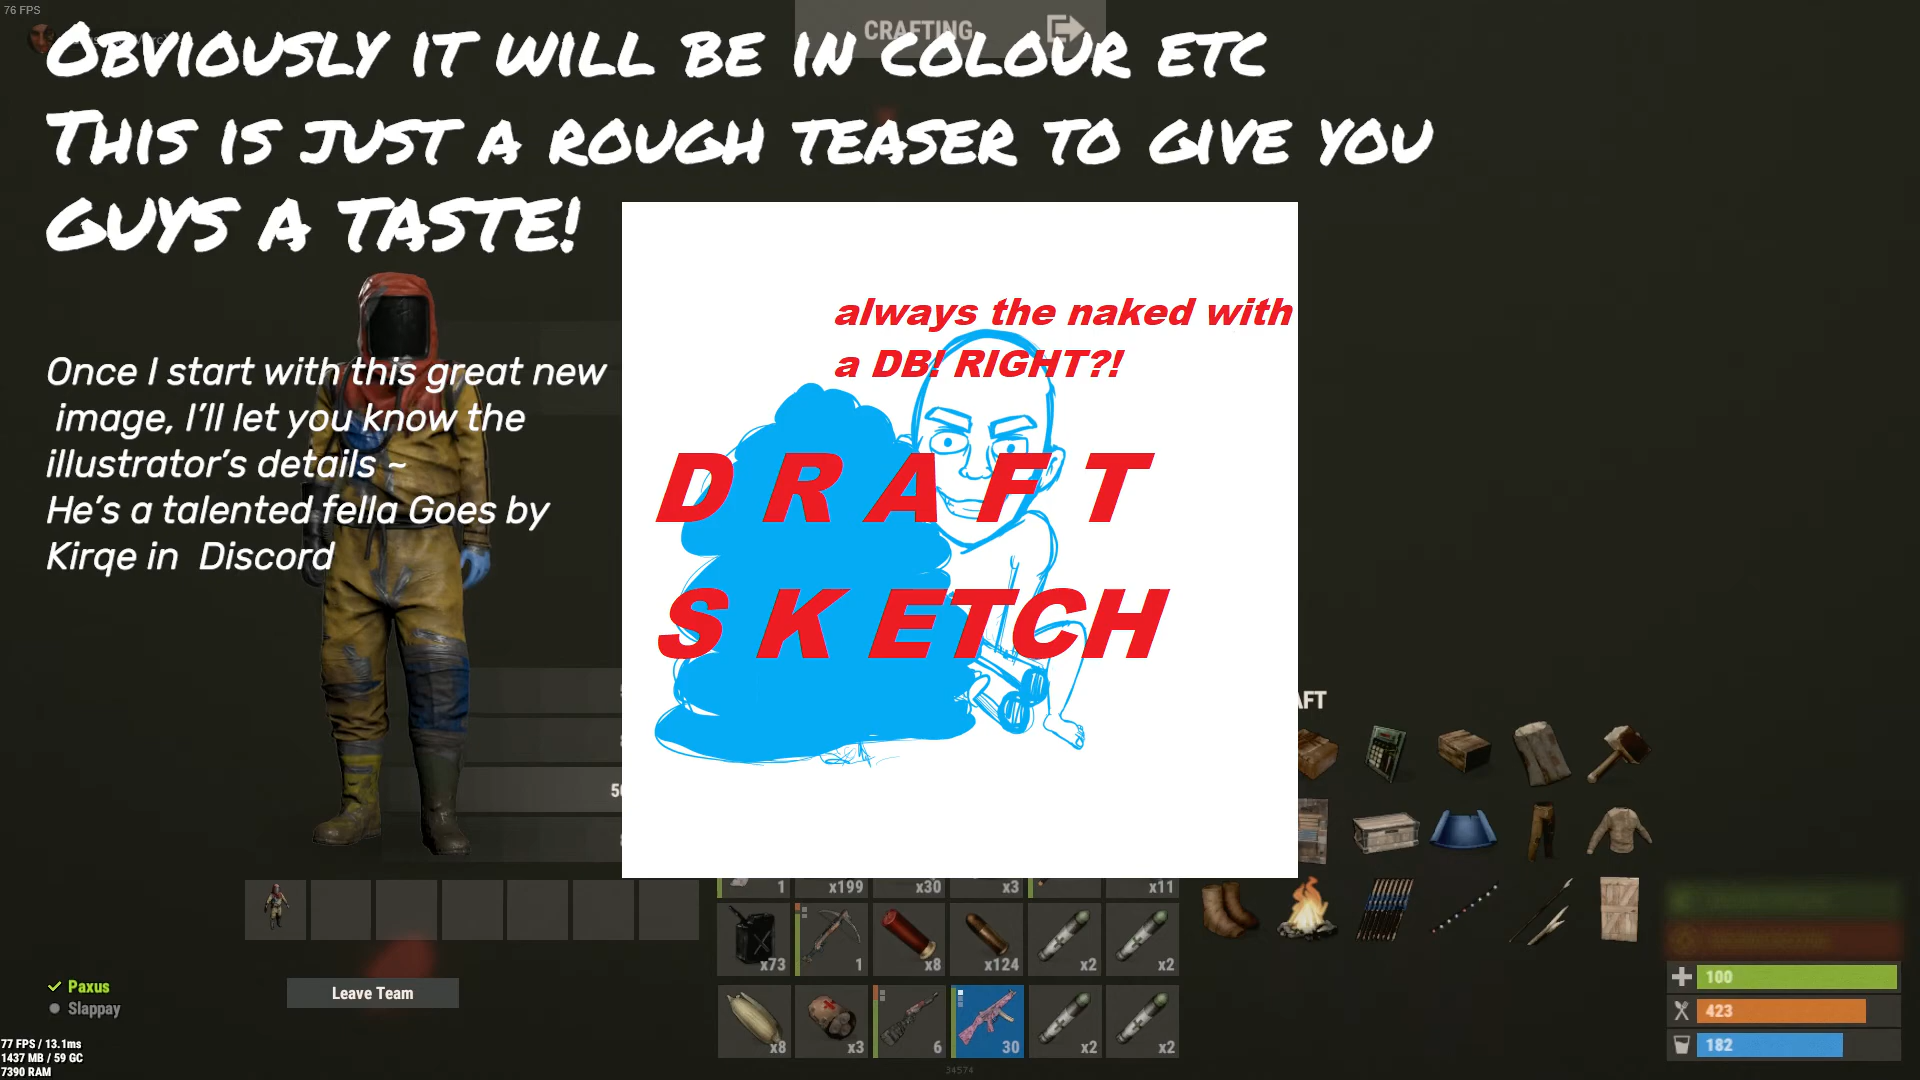 76 FPS
CRAFTING
OBVIOUSLY IT WILL BE IN COLOUR ETC
THIS IS JUST A ROUGH TEASER TO GIVE YOU
GUYS A TASTE!
always the naked with
a DB! RIGHT?!
Once I start with this great new
image, I'll let you know the
illustrator's details ~
He's a talented fella Goes by
Kirqe in Discord
D R A F T
S K ETCH
AFT
1 x199 x30 x3 x11
x73 1 x8 x124 x2 x2
x8 x3 6 30 x2 x2
Paxus
Slappay
Leave Team
100
423
182
77 FPS / 13.1ms
1437 MB / 59 GC
7390 RAM
34574